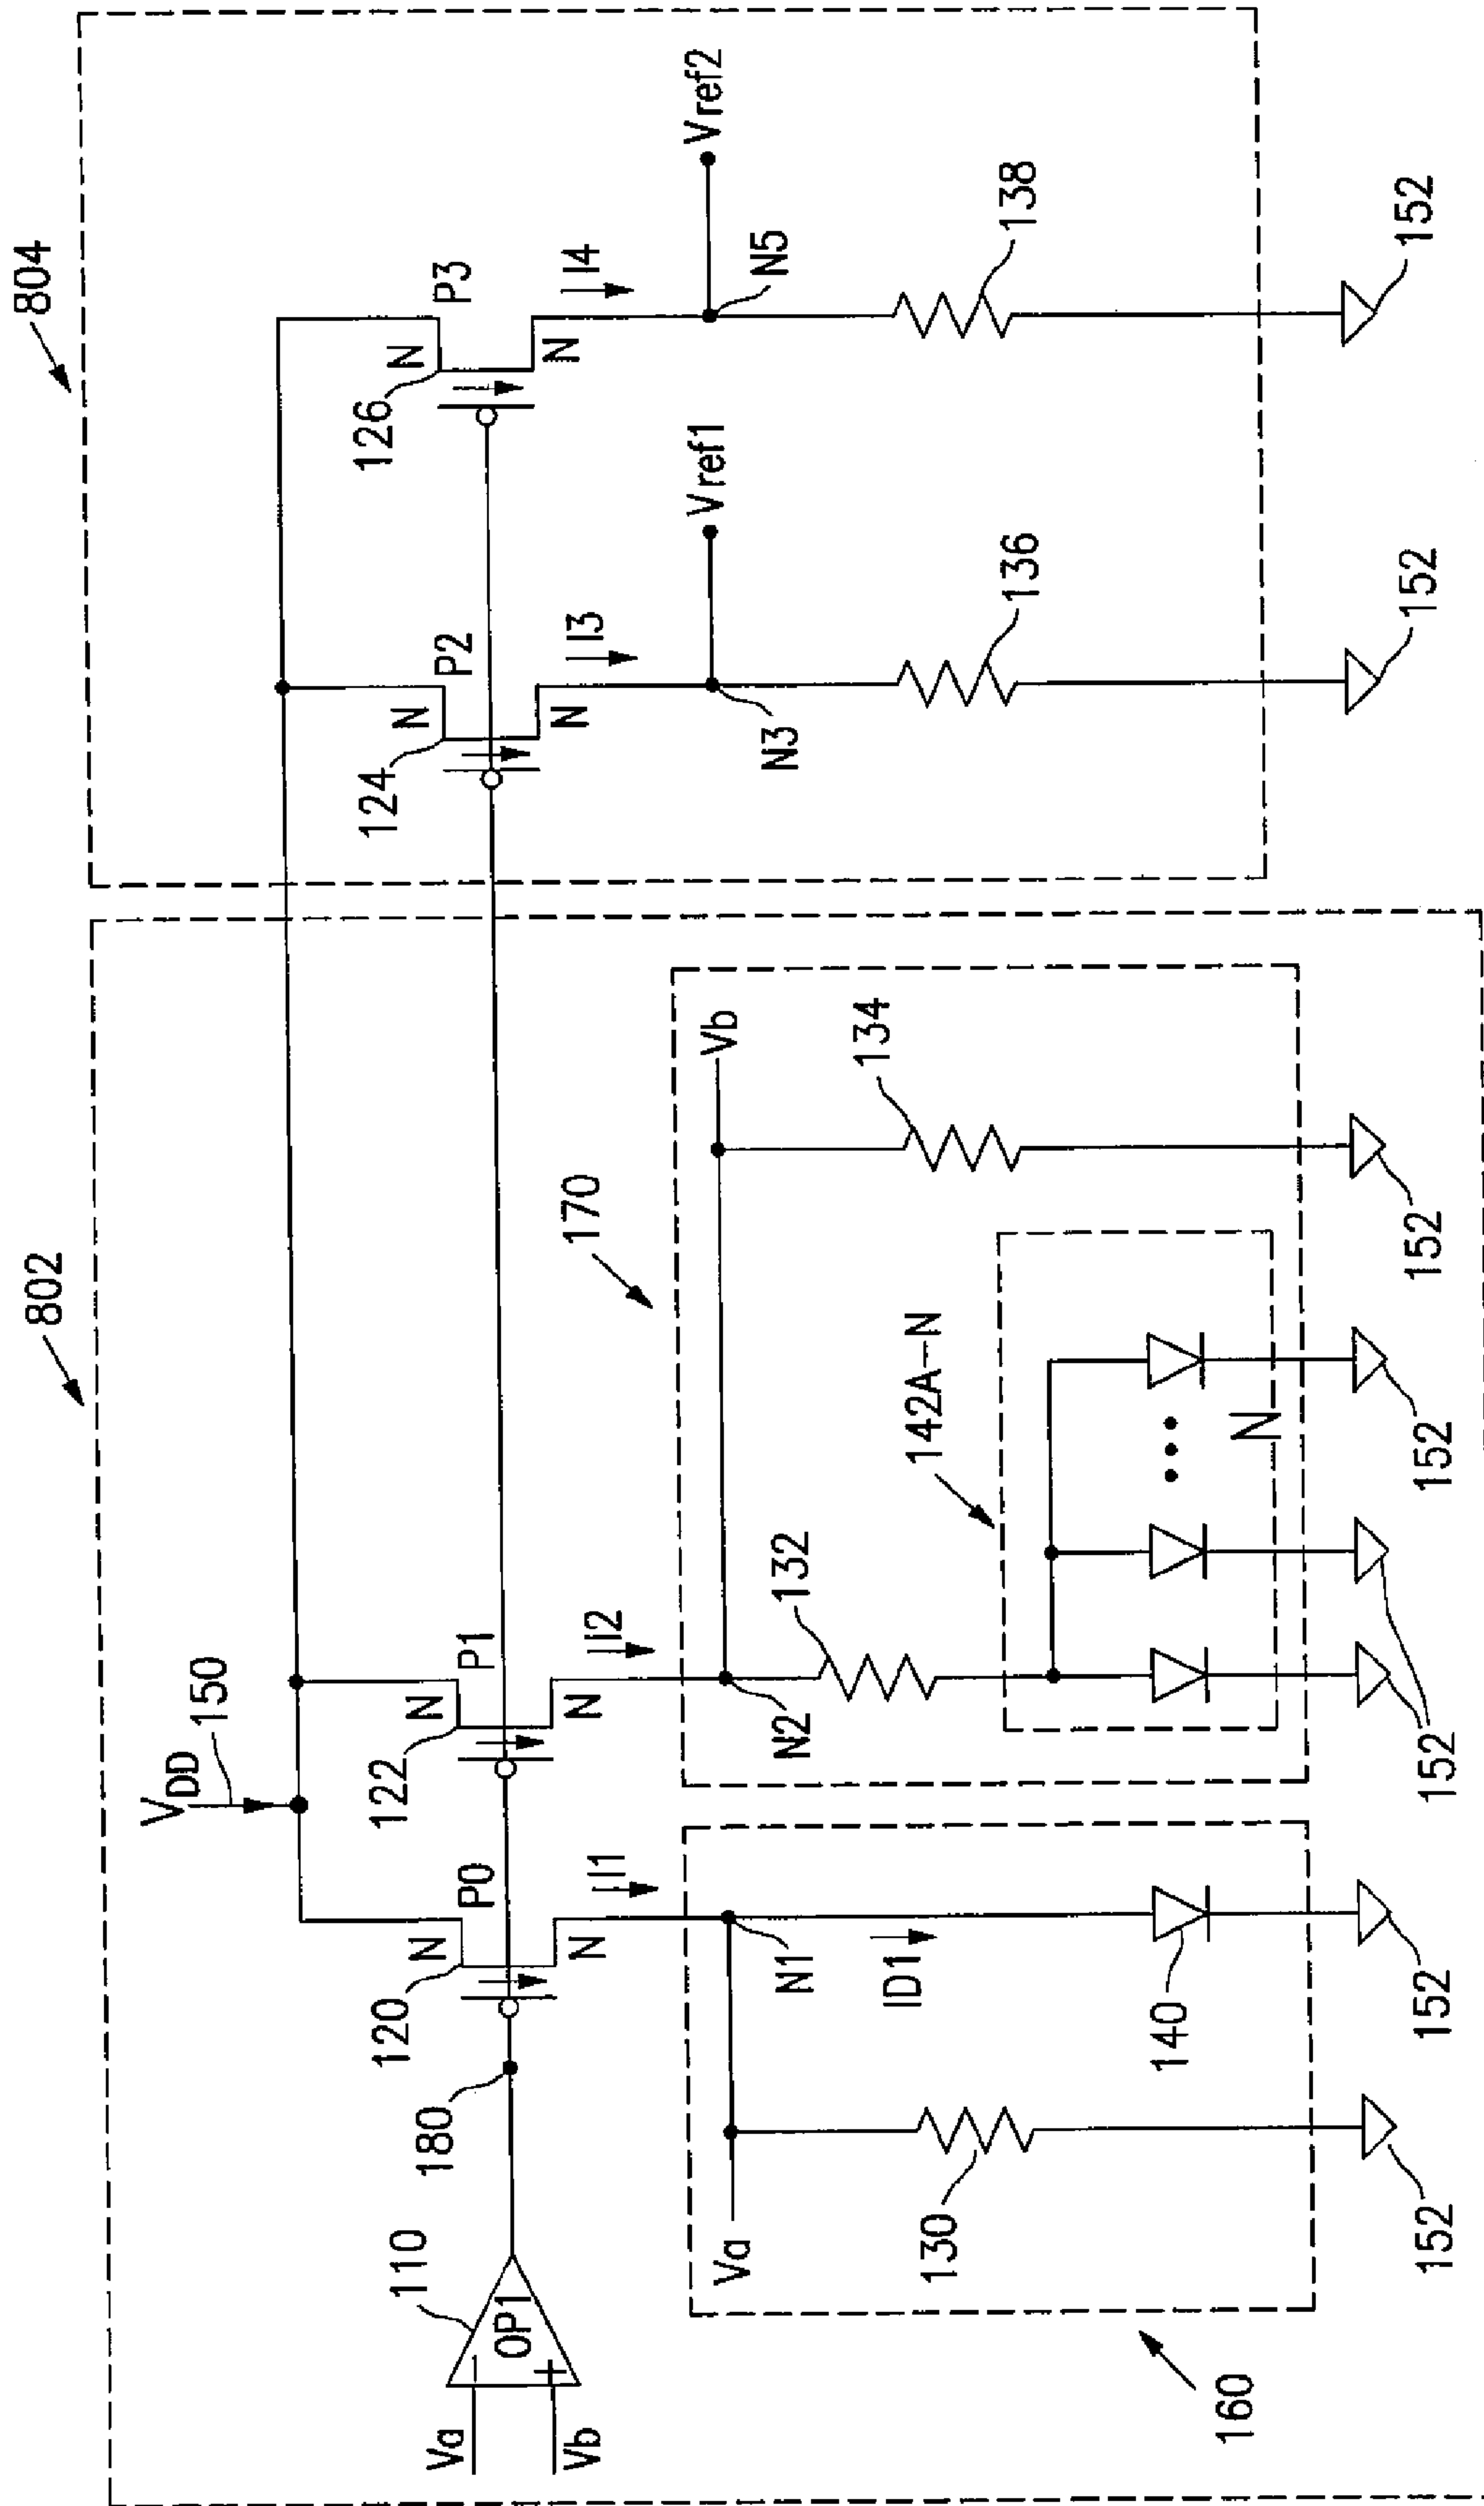 802
804
VDD
150
110
OP1
−
+
Va
Vb
180
120
N
P0
N
I1
122
N
P1
N
I2
124
N
P2
N
I3
126
N
P3
N
I4
170
Va
N1
ID1
130
140
N2
132
142A–N
N
Vb
134
N3
Vref1
136
N5
Vref2
138
160
152
152
152
152
152
152
152
152